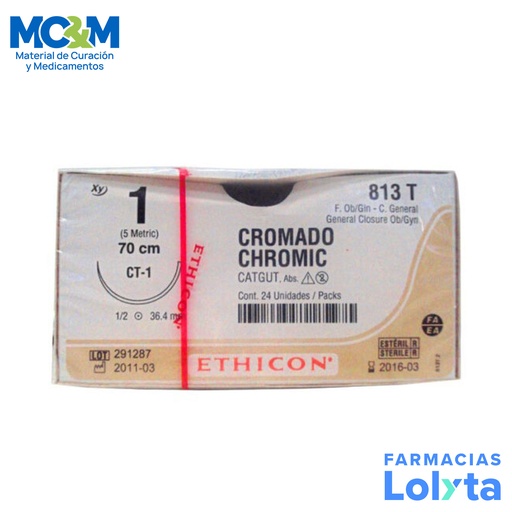 MC&M
Material de Curación
y Medicamentos
Xy
1
(5 Metric)
70 cm
CT-1
1/2 36.4 m
LOT 291287
2011-03
ETHICON
813 T
F. Ob/Gin - C. General
General Closure Ob/Gyn
CROMADO
CHROMIC
CATGUT, Abs.
Cont. 24 Unidades / Packs
FA
EA
ETHICON®
ESTÉRIL R
STERILE R
2016-03
FARMACIAS
Lolyta